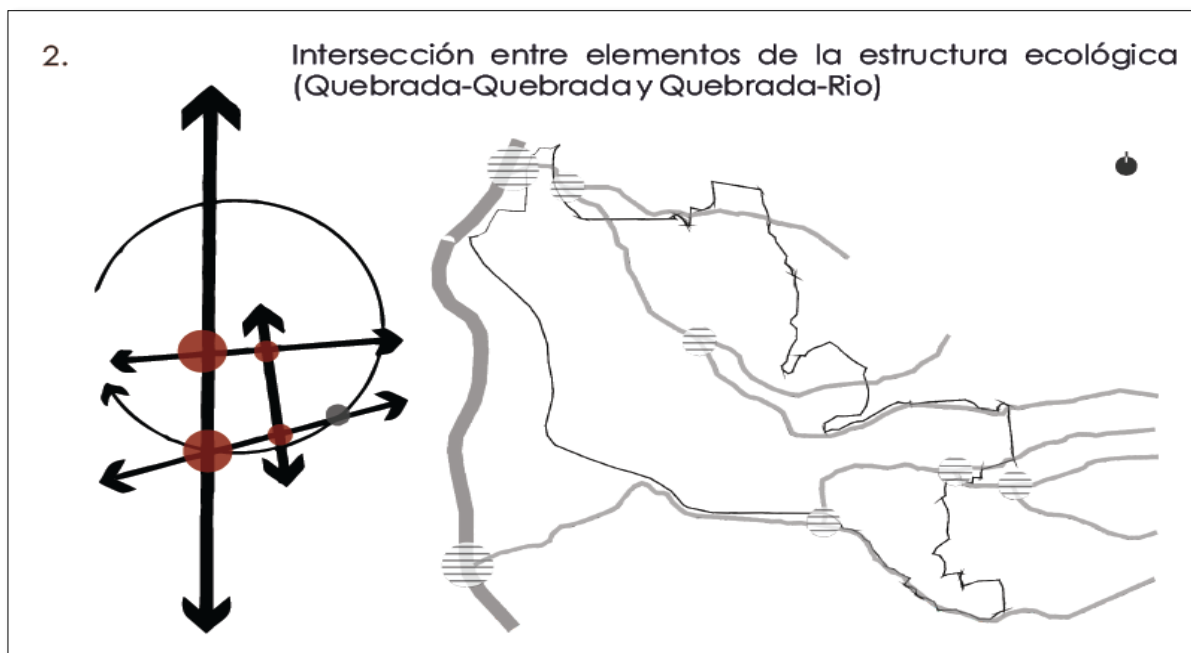 2.
Intersección entre elementos de la estructura ecológica
(Quebrada-Quebrada y Quebrada-Rio)